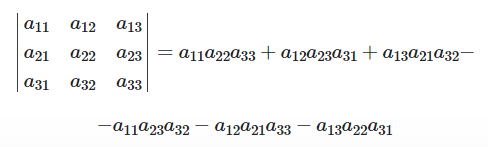 | a₁₁ a₁₂ a₁₃ |
| a₂₁ a₂₂ a₂₃ | = a₁₁a₂₂a₃₃ + a₁₂a₂₃a₃₁ + a₁₃a₂₁a₃₂−
| a₃₁ a₃₂ a₃₃ |
−a₁₁a₂₃a₃₂ − a₁₂a₂₁a₃₃ − a₁₃a₂₂a₃₁